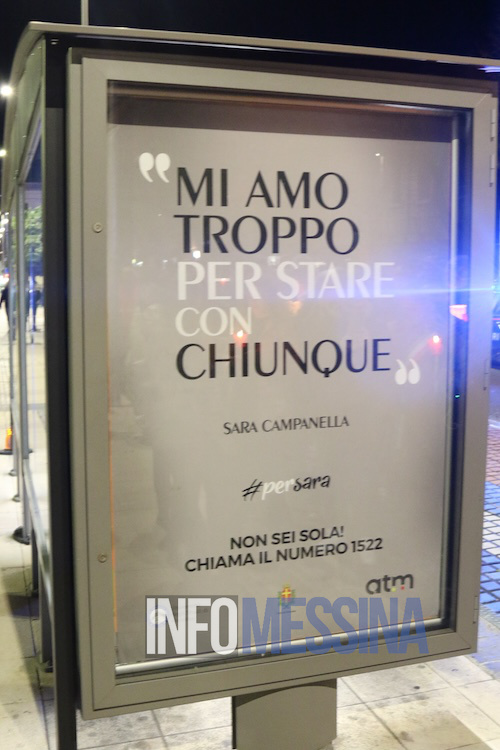 “MI AMO
TROPPO
PER STARE
CON
CHIUNQUE”
SARA CAMPANELLA
#persara
NON SEI SOLA!
CHIAMA IL NUMERO 1522
atm
INFOMESSINA